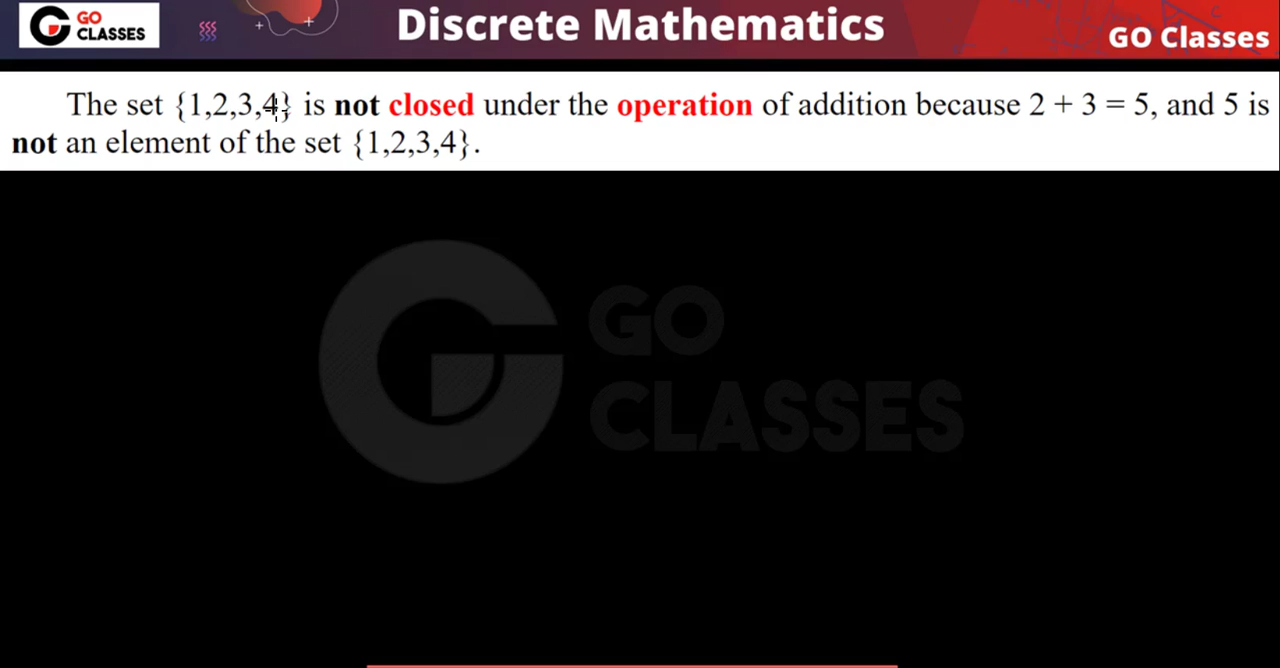 GO
CLASSES
Discrete Mathematics
GO Classes
The set {1,2,3,4} is not closed under the operation of addition because 2 + 3 = 5, and 5 is
not an element of the set {1,2,3,4}.
GO
CLASSES